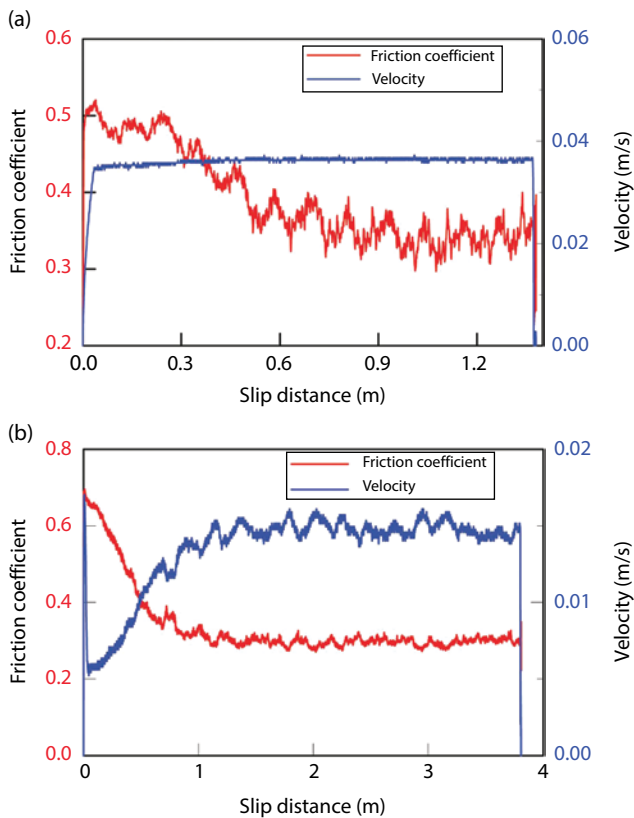 (a)
0.6
0.5
0.4
0.3
0.2
Friction coefficient
Friction coefficient
Velocity
0.06
0.04
0.02
0.00
Velocity (m/s)
0.0
0.3
0.6
0.9
1.2
Slip distance (m)
(b)
0.8
0.6
0.4
0.2
0.0
Friction coefficient
Friction coefficient
Velocity
0.02
0.01
0.00
Velocity (m/s)
0
1
2
3
4
Slip distance (m)